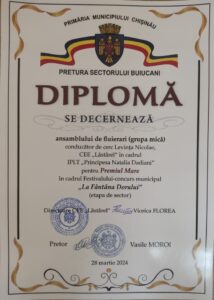 PRIMĂRIA MUNICIPIULUI CHIȘINĂU
PRETURA SECTORULUI BUIUCANI
DIPLOMĂ
SE DECERNEAZĂ
ansamblului de fluierari (grupa mică)
conducător de cerc Levința Nicolae,
CEE „Lăstărel” în cadrul
IPLT „Principesa Natalia Dadiani”
pentru Premiul Mare
în cadrul Festivalului-concurs municipal
„La Fântâna Dorului”
(etapa de sector)
Directoare CEE „Lăstărel” Viorica FLOREA
Pretor Vasile MOROI
28 martie 2024